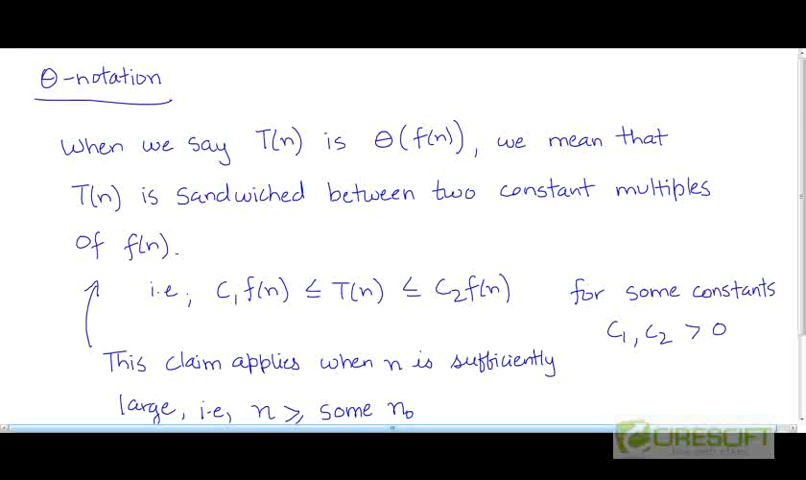 Θ-notation
When we say T(n) is Θ(f(n)), we mean that
T(n) is sandwiched between two constant multiples
of f(n).
i.e., C₁f(n) ≤ T(n) ≤ C₂f(n) for some constants
C₁, C₂ > 0
This claim applies when n is sufficiently
large, i.e., n ≥ some n₀